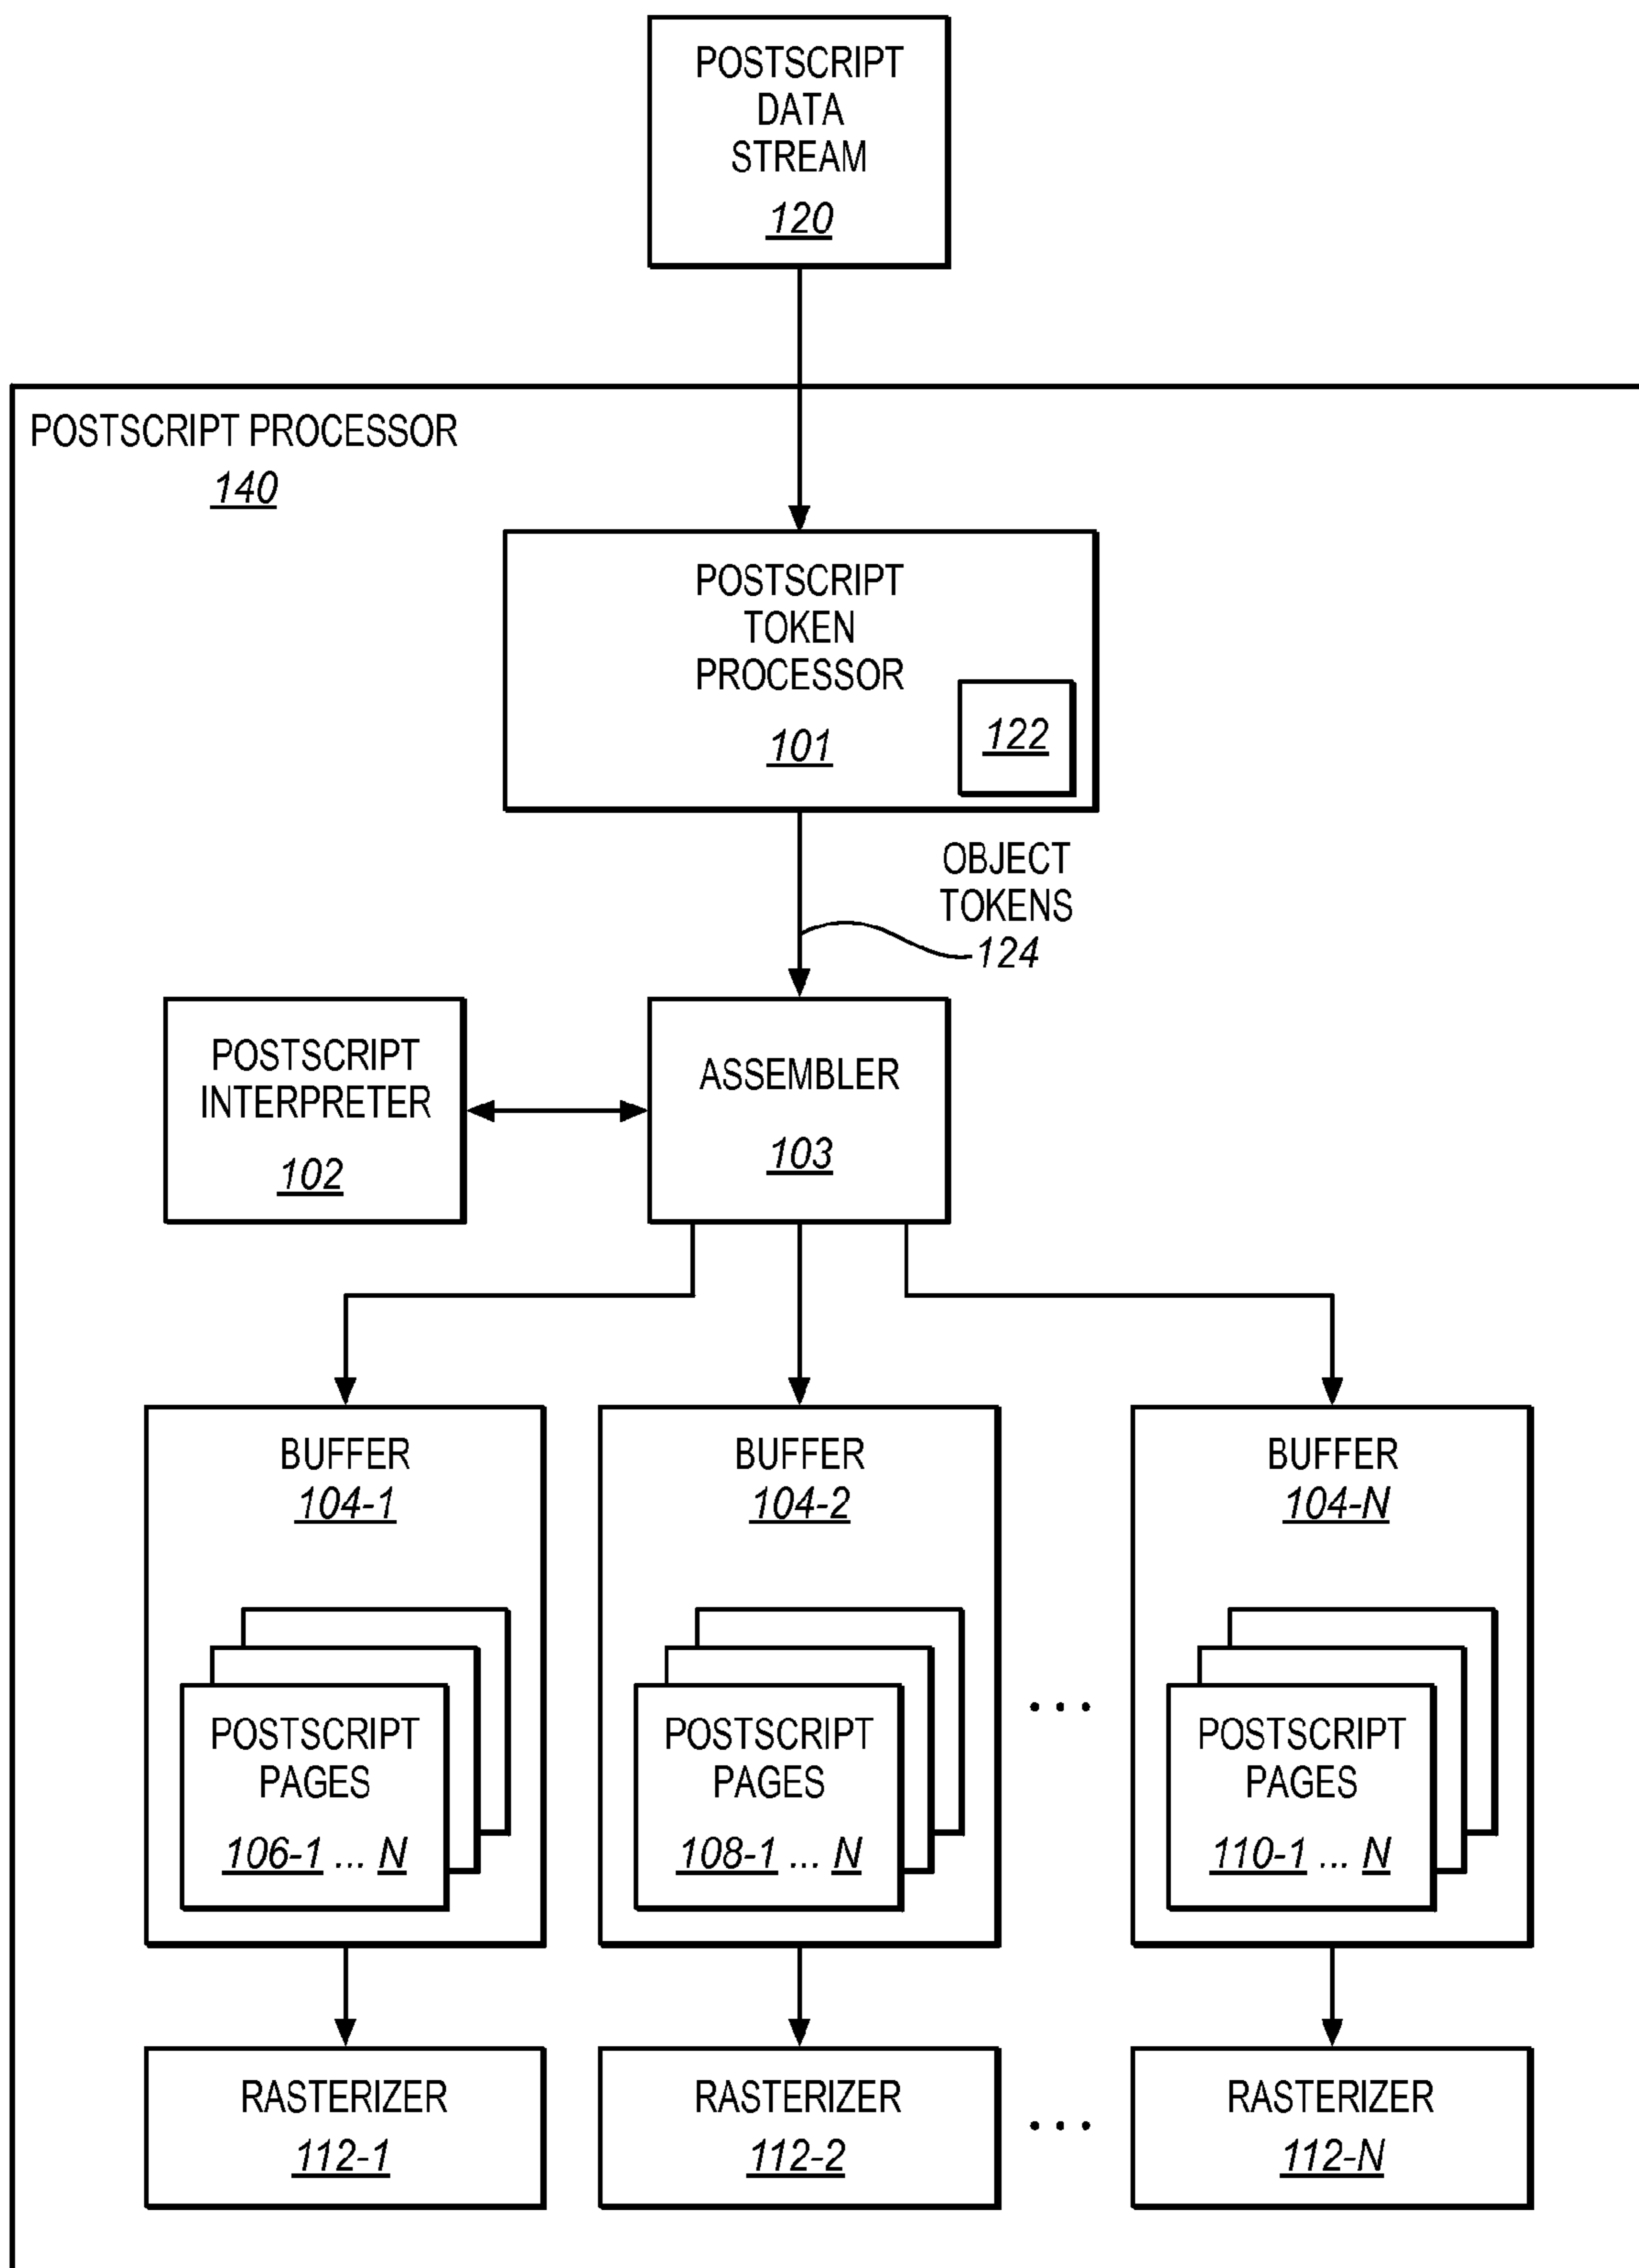 POSTSCRIPT
DATA
STREAM
120
POSTSCRIPT PROCESSOR
140
POSTSCRIPT
TOKEN
PROCESSOR
101
122
OBJECT
TOKENS
124
POSTSCRIPT
INTERPRETER
102
ASSEMBLER
103
BUFFER
104-1
POSTSCRIPT
PAGES
106-1 ... N
BUFFER
104-2
POSTSCRIPT
PAGES
108-1 ... N
...
BUFFER
104-N
POSTSCRIPT
PAGES
110-1 ... N
RASTERIZER
112-1
RASTERIZER
112-2
...
RASTERIZER
112-N